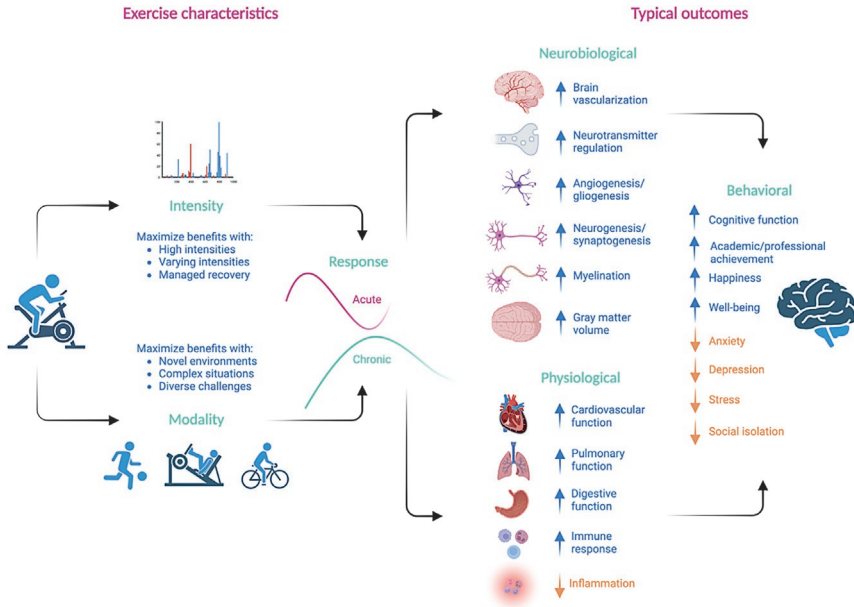 Exercise characteristics
Typical outcomes
Intensity
Maximize benefits with:
• High intensities
• Varying intensities
• Managed recovery
Response
Acute
Chronic
Maximize benefits with:
• Novel environments
• Complex situations
• Diverse challenges
Modality
Neurobiological
Brain
vascularization
Neurotransmitter
regulation
Angiogenesis/
gliogenesis
Neurogenesis/
synaptogenesis
Myelination
Gray matter
volume
Physiological
Cardiovascular
function
Pulmonary
function
Digestive
function
Immune
response
Inflammation
Behavioral
Cognitive function
Academic/professional
achievement
Happiness
Well-being
Anxiety
Depression
Stress
Social isolation